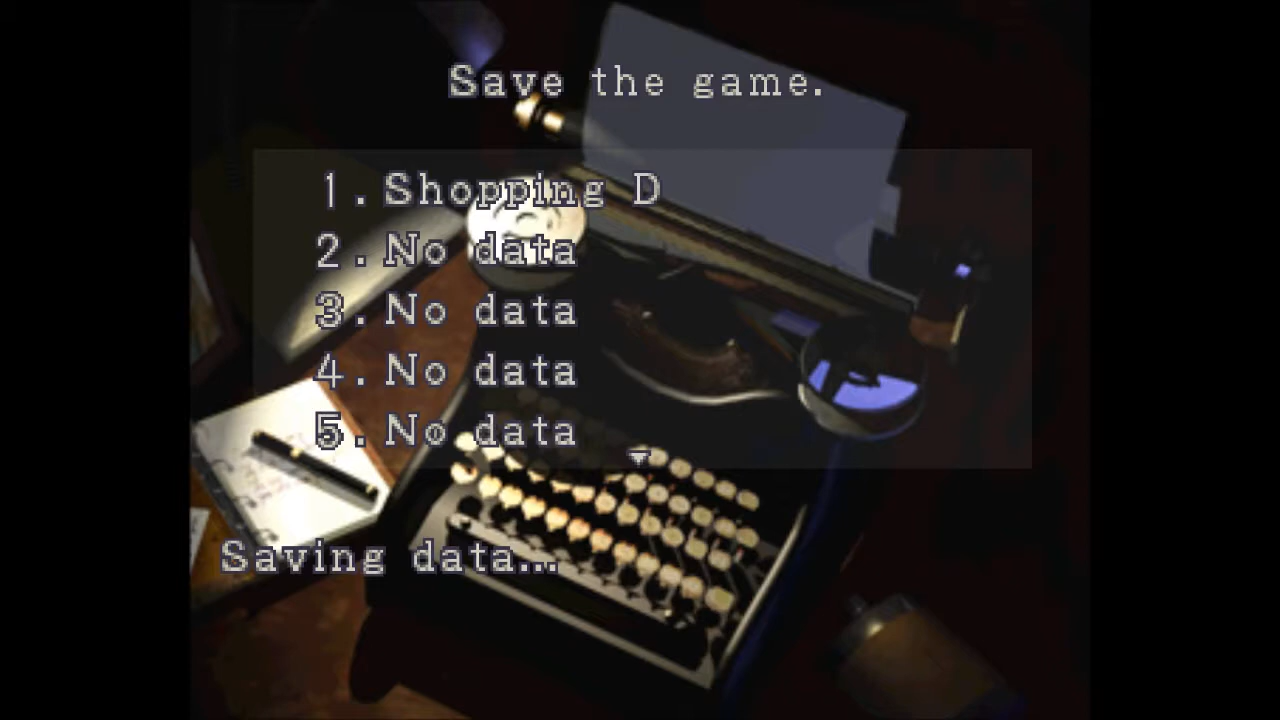 Save the game.
1. Shopping D
2. No data
3. No data
4. No data
5. No data
Saving data...